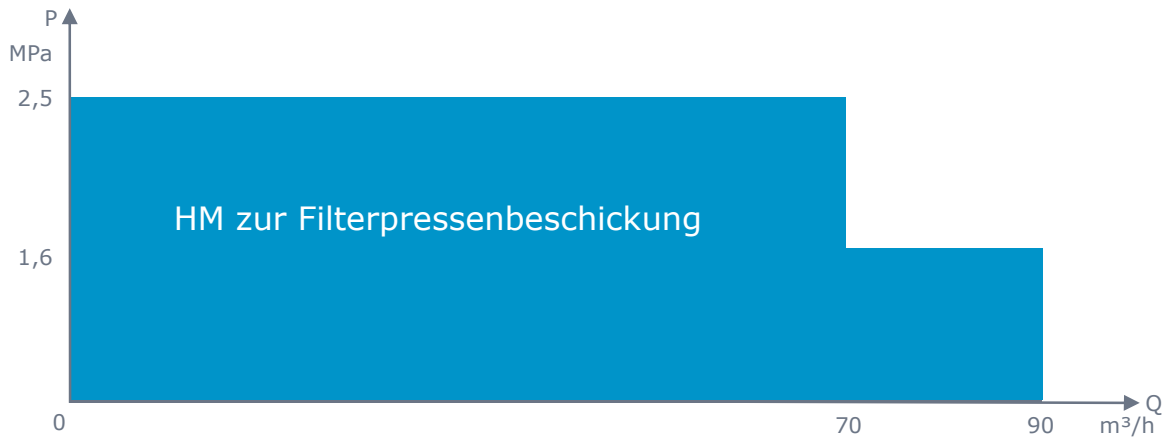 P
MPa
2,5
HM zur Filterpressenbeschickung
1,6
0
70
90
Q
m³/h